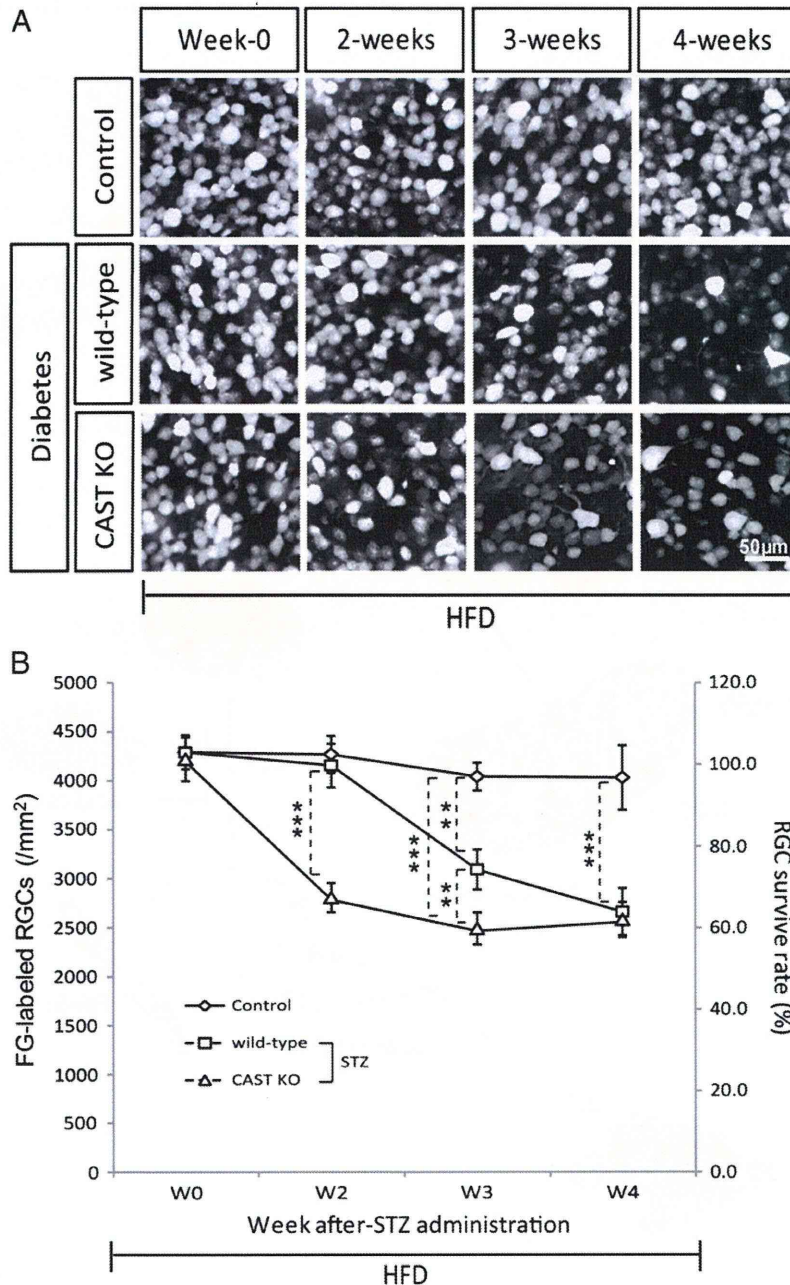 A
Week-0 2-weeks 3-weeks 4-weeks
Control
Diabetes
wild-type
CAST KO
50µm
HFD
B
FG-labeled RGCs (/mm²)
5000
4500
4000
3500
3000
2500
2000
1500
1000
500
0
***
***
**
**
***
Control
wild-type
STZ
CAST KO
120.0
100.0
80.0
60.0
40.0
20.0
0.0
RGC survive rate (%)
W0 W2 W3 W4
Week after-STZ administration
HFD